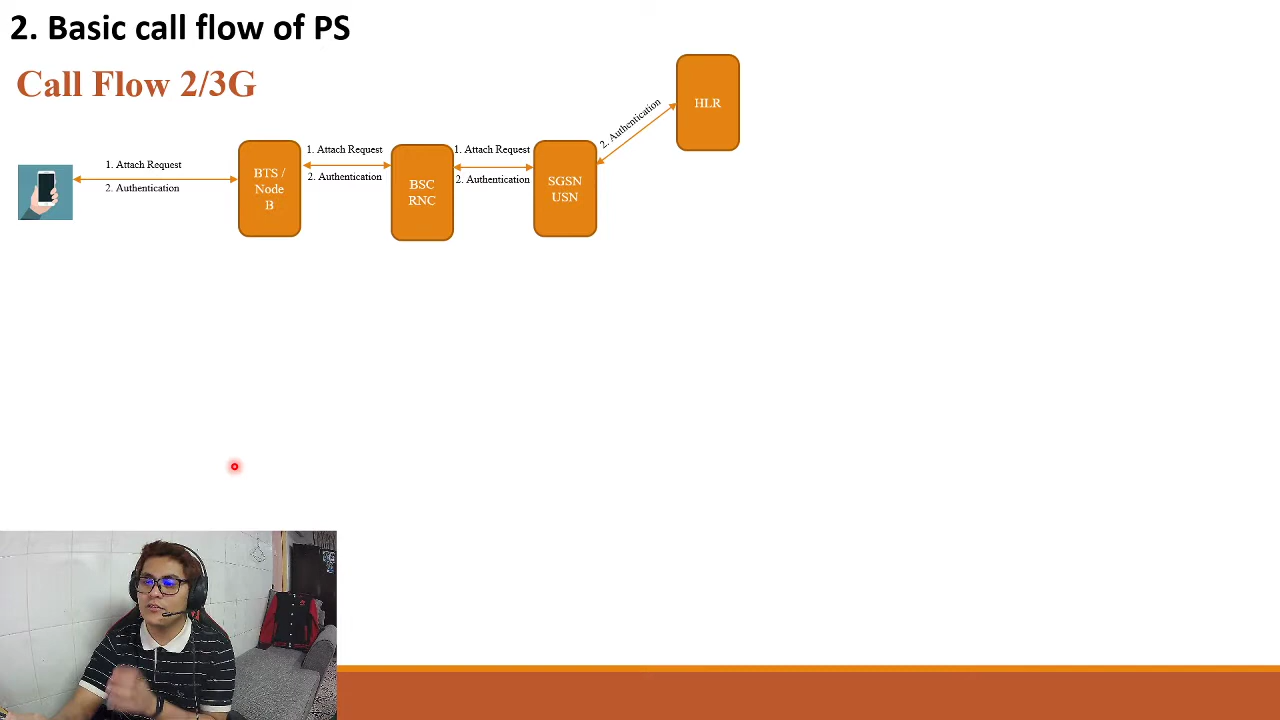 2. Basic call flow of PS
Call Flow 2/3G
HLR
2. Authentication
1. Attach Request
2. Authentication
BTS /
Node
B
1. Attach Request
2. Authentication
BSC
RNC
1. Attach Request
2. Authentication
SGSN
USN